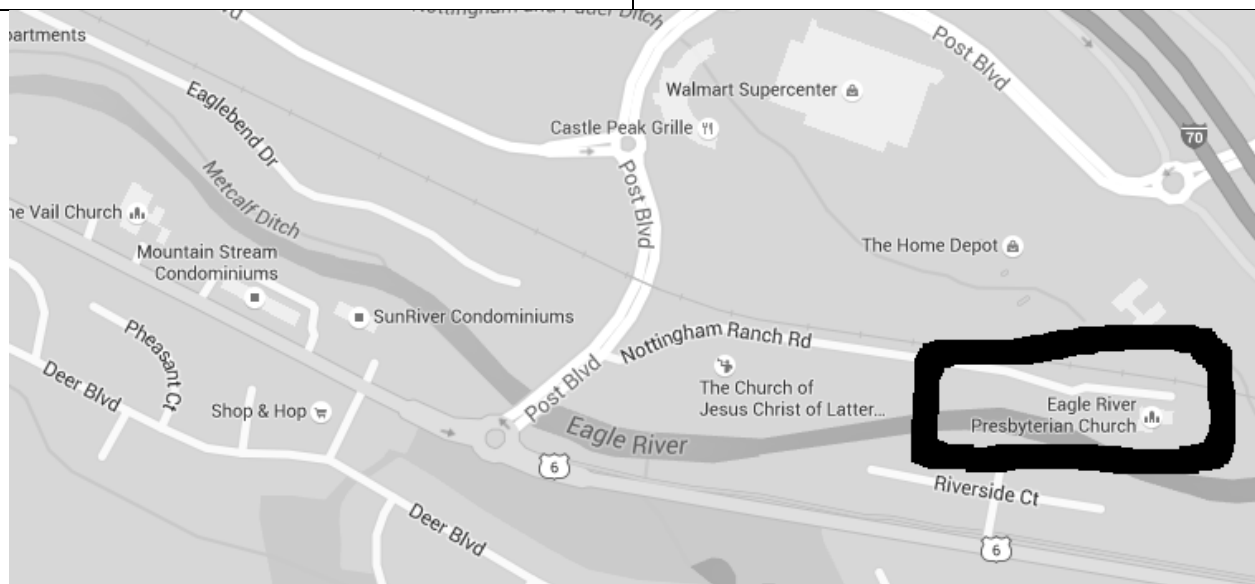 Nottingham and Puder Ditch
Post Blvd
partments
Walmart Supercenter
Eaglebend Dr
Castle Peak Grille
70
Metcalf Ditch
Post Blvd
he Vail Church
The Home Depot
Mountain Stream
Condominiums
SunRiver Condominiums
Nottingham Ranch Rd
Pheasant Ct
Post Blvd
The Church of
Jesus Christ of Latter...
Deer Blvd
Shop & Hop
Eagle River
Presbyterian Church
Eagle River
6
Riverside Ct
Deer Blvd
6